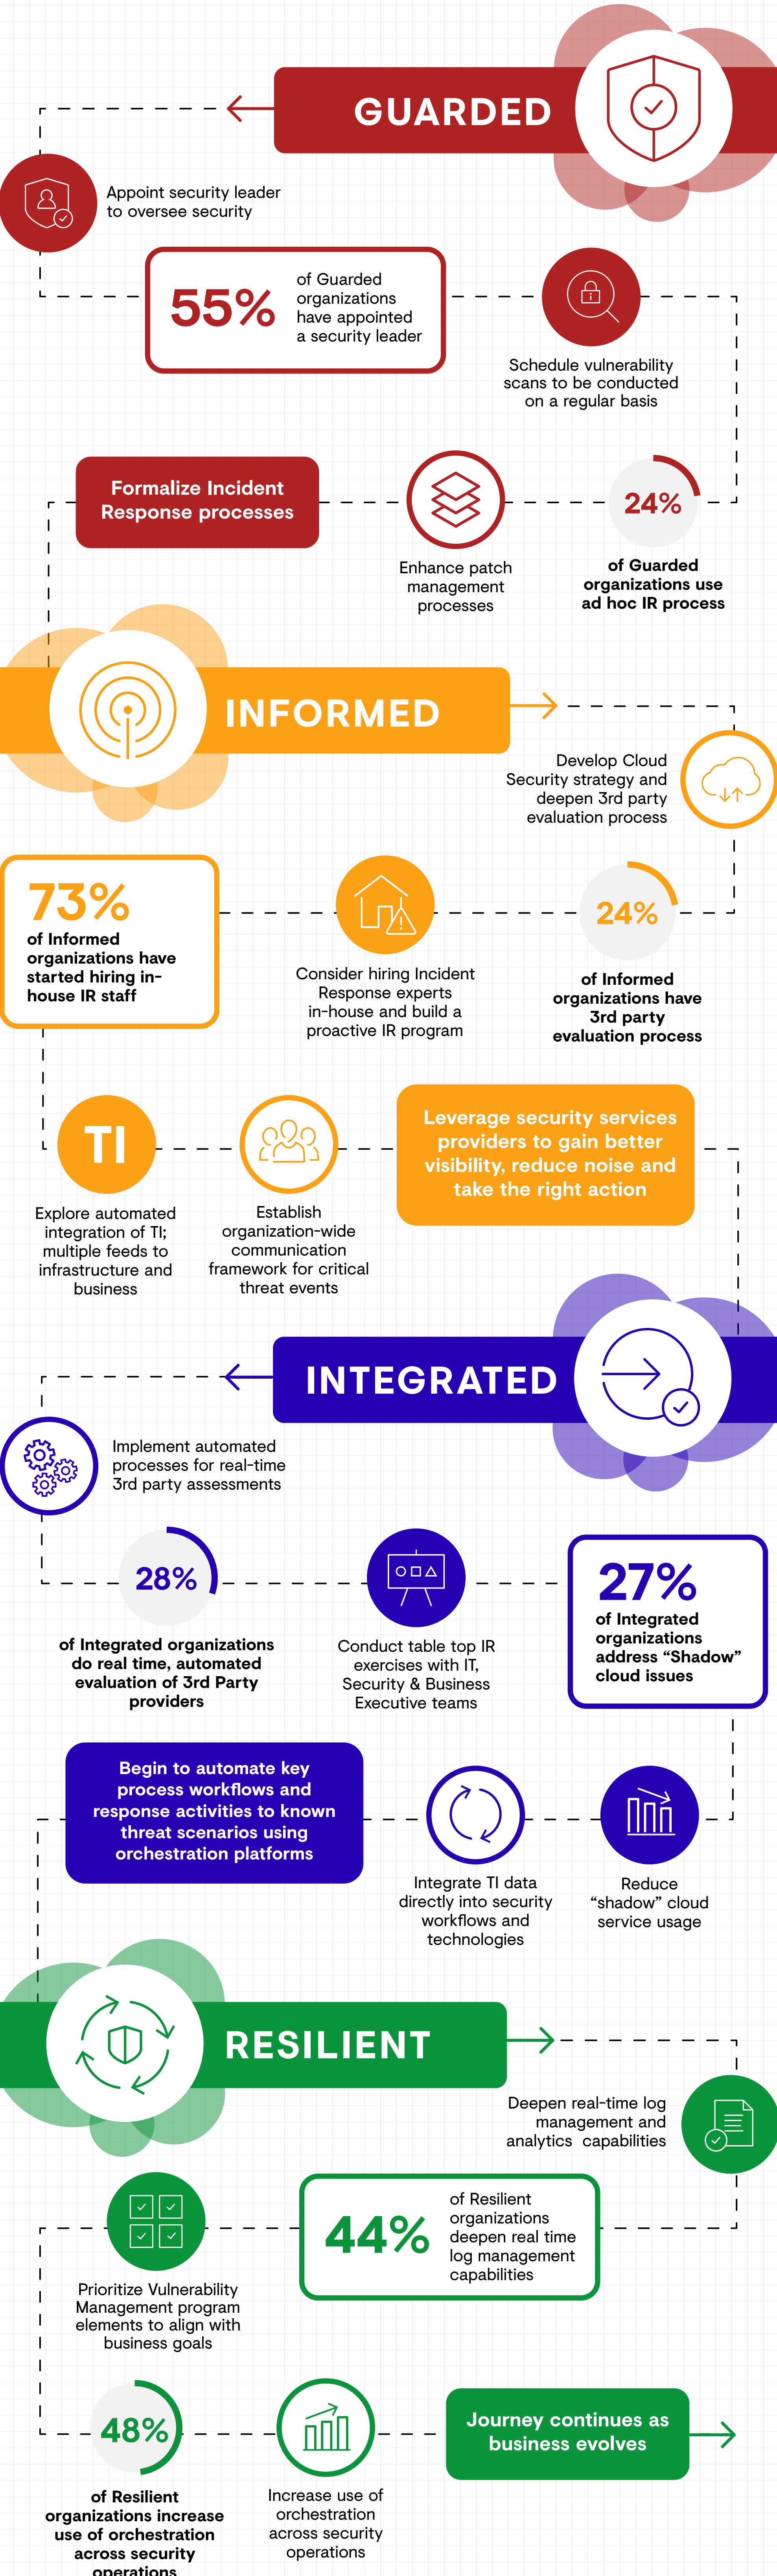 GUARDED
Appoint security leader
to oversee security
55%
of Guarded
organizations
have appointed
a security leader
Schedule vulnerability
scans to be conducted
on a regular basis
24%
of Guarded
organizations use
ad hoc IR process
Enhance patch
management
processes
Formalize Incident
Response processes
INFORMED
Develop Cloud
Security strategy and
deepen 3rd party
evaluation process
24%
of Informed
organizations have
3rd party
evaluation process
Consider hiring Incident
Response experts
in-house and build a
proactive IR program
73%
of Informed
organizations have
started hiring in-
house IR staff
TI
Explore automated
integration of TI;
multiple feeds to
infrastructure and
business
Establish
organization-wide
communication
framework for critical
threat events
Leverage security services
providers to gain better
visibility, reduce noise and
take the right action
INTEGRATED
Implement automated
processes for real-time
3rd party assessments
28%
of Integrated organizations
do real time, automated
evaluation of 3rd Party
providers
Conduct table top IR
exercises with IT,
Security & Business
Executive teams
27%
of Integrated
organizations
address “Shadow”
cloud issues
Reduce
“shadow” cloud
service usage
Integrate TI data
directly into security
workflows and
technologies
Begin to automate key
process workflows and
response activities to known
threat scenarios using
orchestration platforms
RESILIENT
Deepen real-time log
management and
analytics capabilities
44%
of Resilient
organizations
deepen real time
log management
capabilities
Prioritize Vulnerability
Management program
elements to align with
business goals
48%
of Resilient
organizations increase
use of orchestration
across security
operations
Increase use of
orchestration
across security
operations
Journey continues as
business evolves